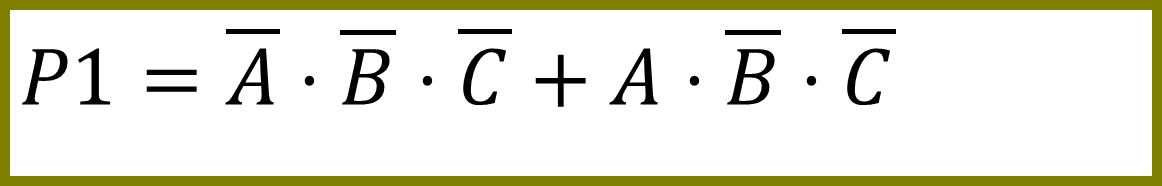 P1 = A̅ · B̅ · C̅ + A · B̅ · C̅